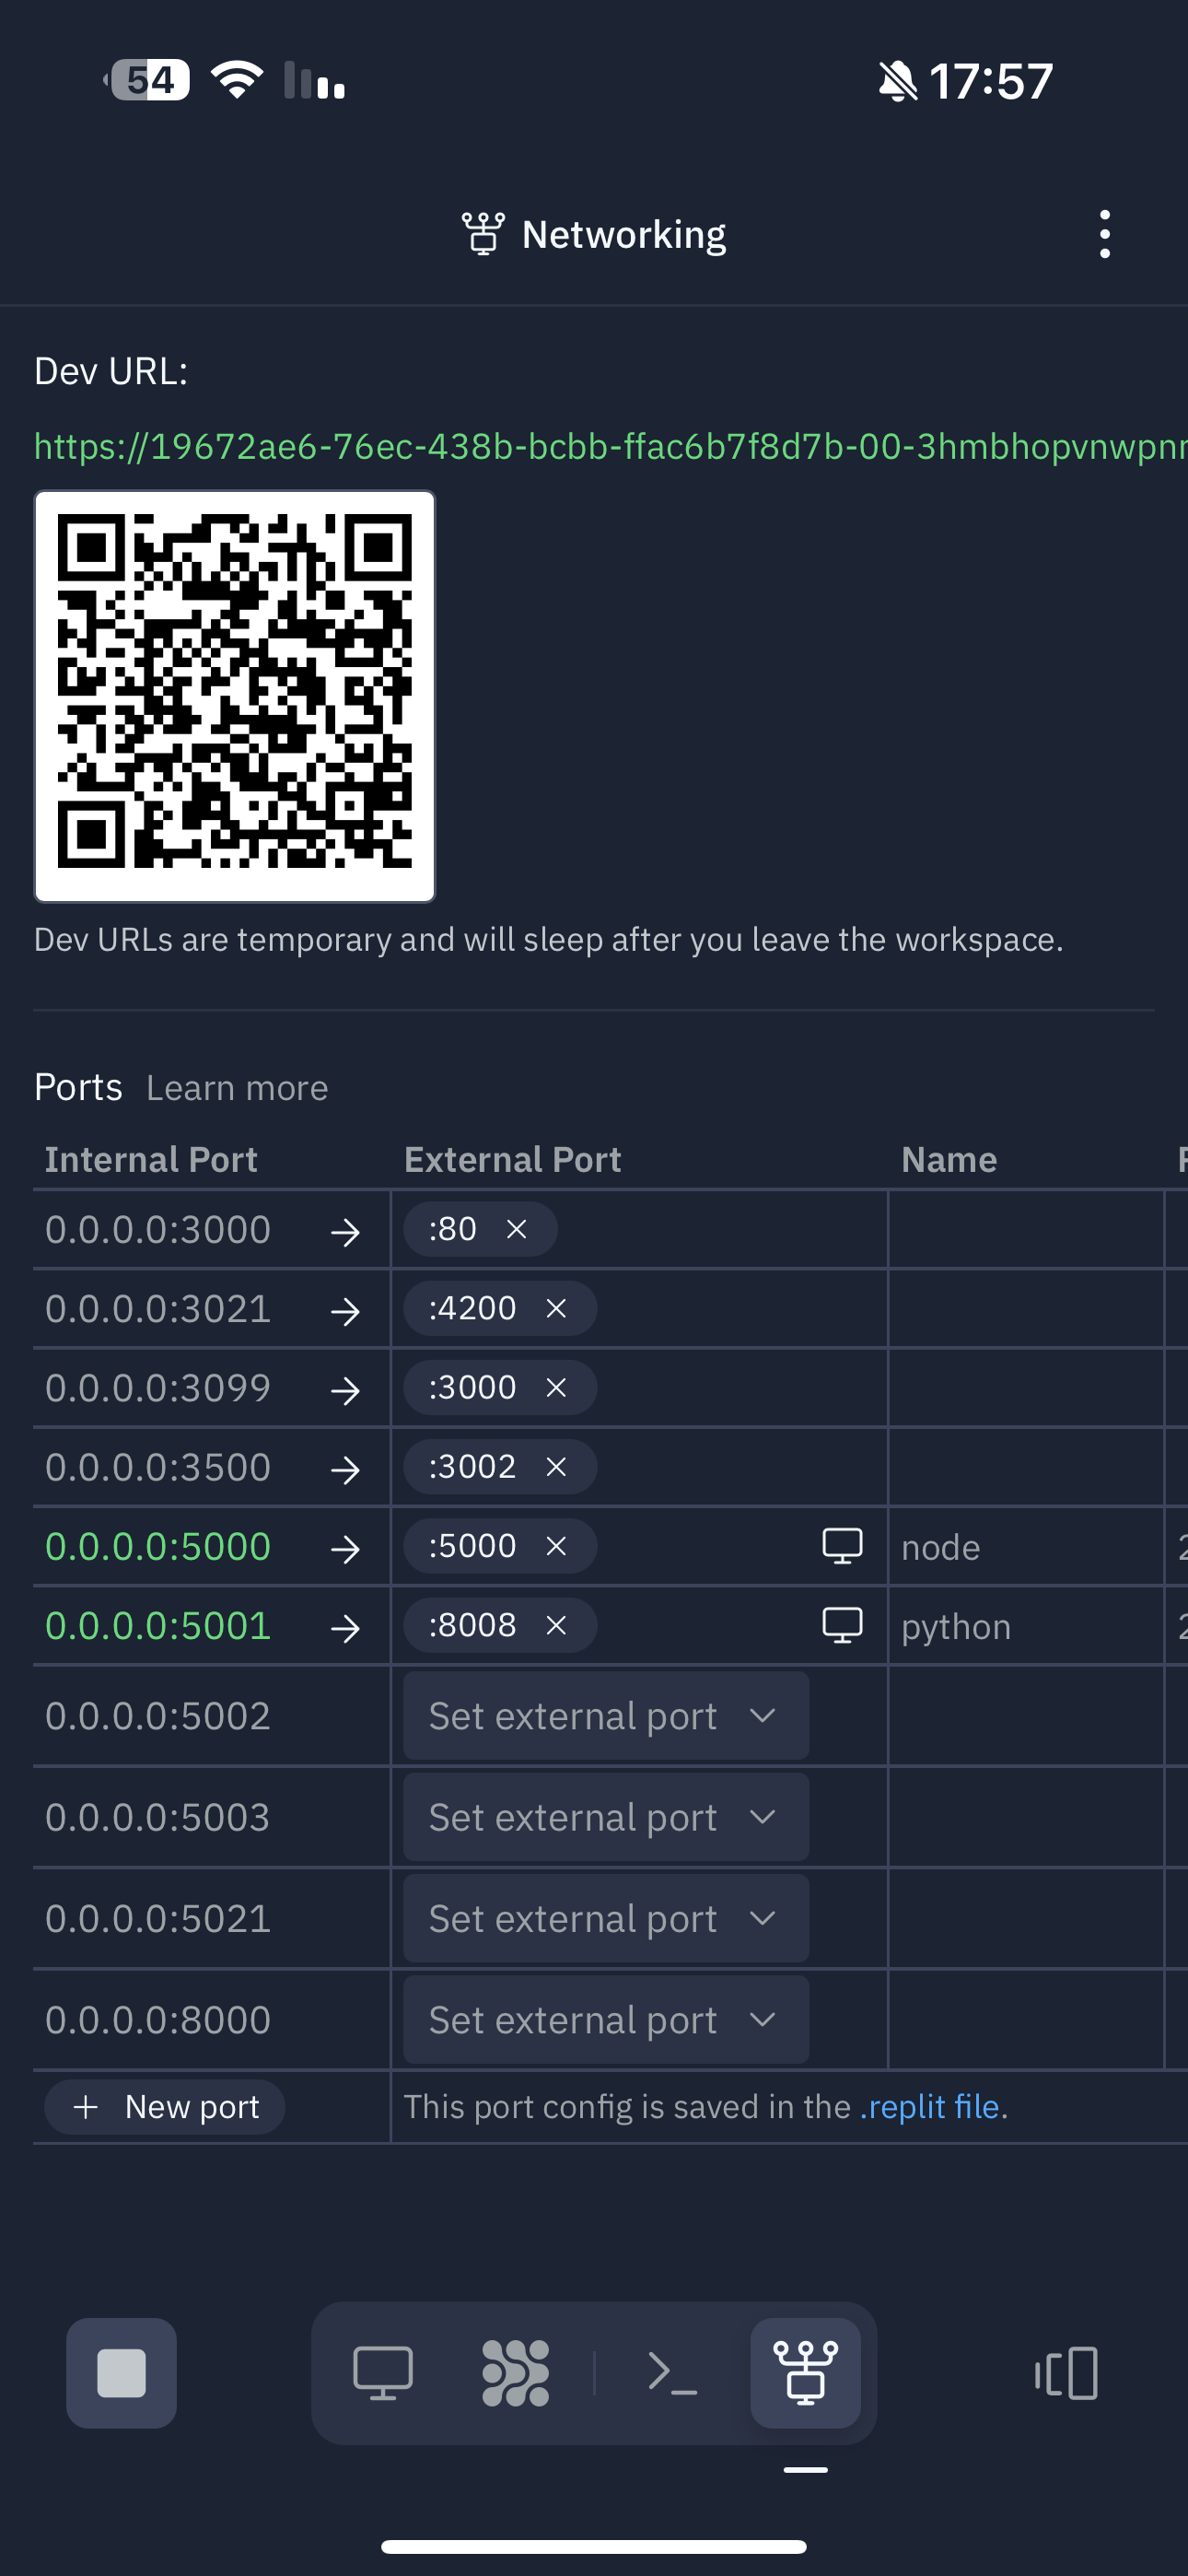 54 17:57
Networking
Dev URL:
https://19672ae6-76ec-438b-bcbb-ffac6b7f8d7b-00-3hmbhopvnwpn
Dev URLs are temporary and will sleep after you leave the workspace.
Ports Learn more
Internal Port External Port Name
0.0.0.0:3000 → :80 ×
0.0.0.0:3021 → :4200 ×
0.0.0.0:3099 → :3000 ×
0.0.0.0:3500 → :3002 ×
0.0.0.0:5000 → :5000 × node
0.0.0.0:5001 → :8008 × python
0.0.0.0:5002 Set external port
0.0.0.0:5003 Set external port
0.0.0.0:5021 Set external port
0.0.0.0:8000 Set external port
+ New port This port config is saved in the .replit file.